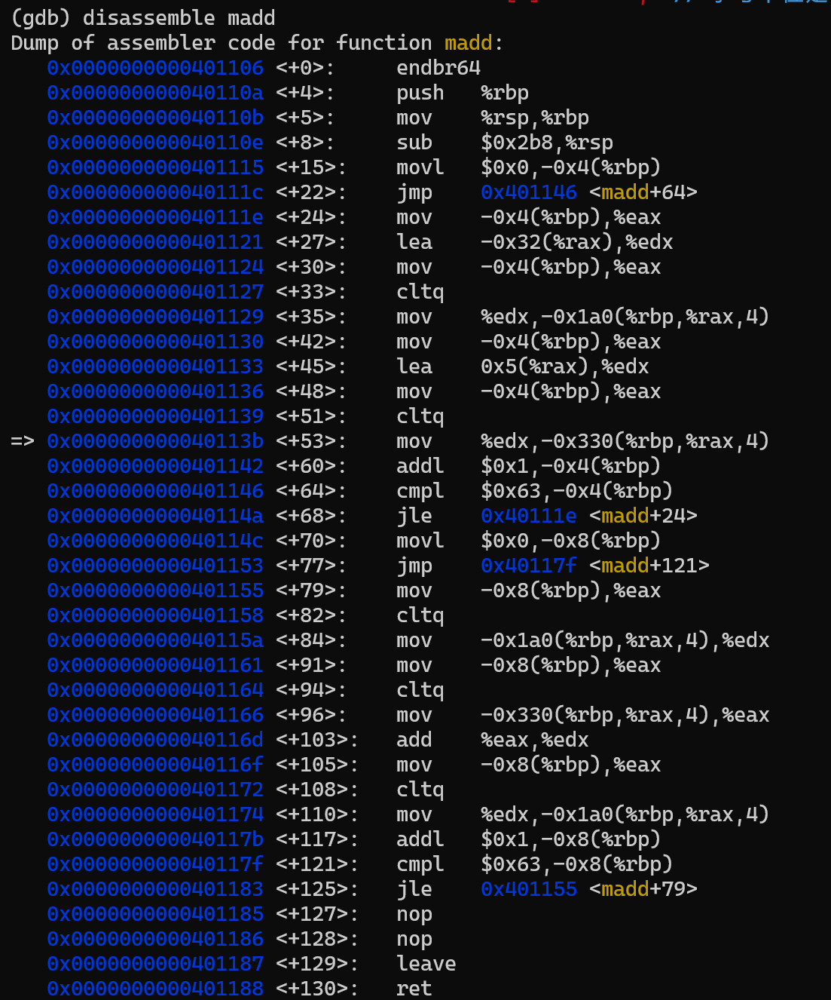 (gdb) disassemble madd
Dump of assembler code for function madd:
   0x0000000000401106 <+0>:     endbr64
   0x000000000040110a <+4>:     push   %rbp
   0x000000000040110b <+5>:     mov    %rsp,%rbp
   0x000000000040110e <+8>:     sub    $0x2b8,%rsp
   0x0000000000401115 <+15>:    movl   $0x0,-0x4(%rbp)
   0x000000000040111c <+22>:    jmp    0x401146 <madd+64>
   0x000000000040111e <+24>:    mov    -0x4(%rbp),%eax
   0x0000000000401121 <+27>:    lea    -0x32(%rax),%edx
   0x0000000000401124 <+30>:    mov    -0x4(%rbp),%eax
   0x0000000000401127 <+33>:    cltq
   0x0000000000401129 <+35>:    mov    %edx,-0x1a0(%rbp,%rax,4)
   0x0000000000401130 <+42>:    mov    -0x4(%rbp),%eax
   0x0000000000401133 <+45>:    lea    0x5(%rax),%edx
   0x0000000000401136 <+48>:    mov    -0x4(%rbp),%eax
   0x0000000000401139 <+51>:    cltq
=> 0x000000000040113b <+53>:    mov    %edx,-0x330(%rbp,%rax,4)
   0x0000000000401142 <+60>:    addl   $0x1,-0x4(%rbp)
   0x0000000000401146 <+64>:    cmpl   $0x63,-0x4(%rbp)
   0x000000000040114a <+68>:    jle    0x40111e <madd+24>
   0x000000000040114c <+70>:    movl   $0x0,-0x8(%rbp)
   0x0000000000401153 <+77>:    jmp    0x40117f <madd+121>
   0x0000000000401155 <+79>:    mov    -0x8(%rbp),%eax
   0x0000000000401158 <+82>:    cltq
   0x000000000040115a <+84>:    mov    -0x1a0(%rbp,%rax,4),%edx
   0x0000000000401161 <+91>:    mov    -0x8(%rbp),%eax
   0x0000000000401164 <+94>:    cltq
   0x0000000000401166 <+96>:    mov    -0x330(%rbp,%rax,4),%eax
   0x000000000040116d <+103>:   add    %eax,%edx
   0x000000000040116f <+105>:   mov    -0x8(%rbp),%eax
   0x0000000000401172 <+108>:   cltq
   0x0000000000401174 <+110>:   mov    %edx,-0x1a0(%rbp,%rax,4)
   0x000000000040117b <+117>:   addl   $0x1,-0x8(%rbp)
   0x000000000040117f <+121>:   cmpl   $0x63,-0x8(%rbp)
   0x0000000000401183 <+125>:   jle    0x401155 <madd+79>
   0x0000000000401185 <+127>:   nop
   0x0000000000401186 <+128>:   nop
   0x0000000000401187 <+129>:   leave
   0x0000000000401188 <+130>:   ret